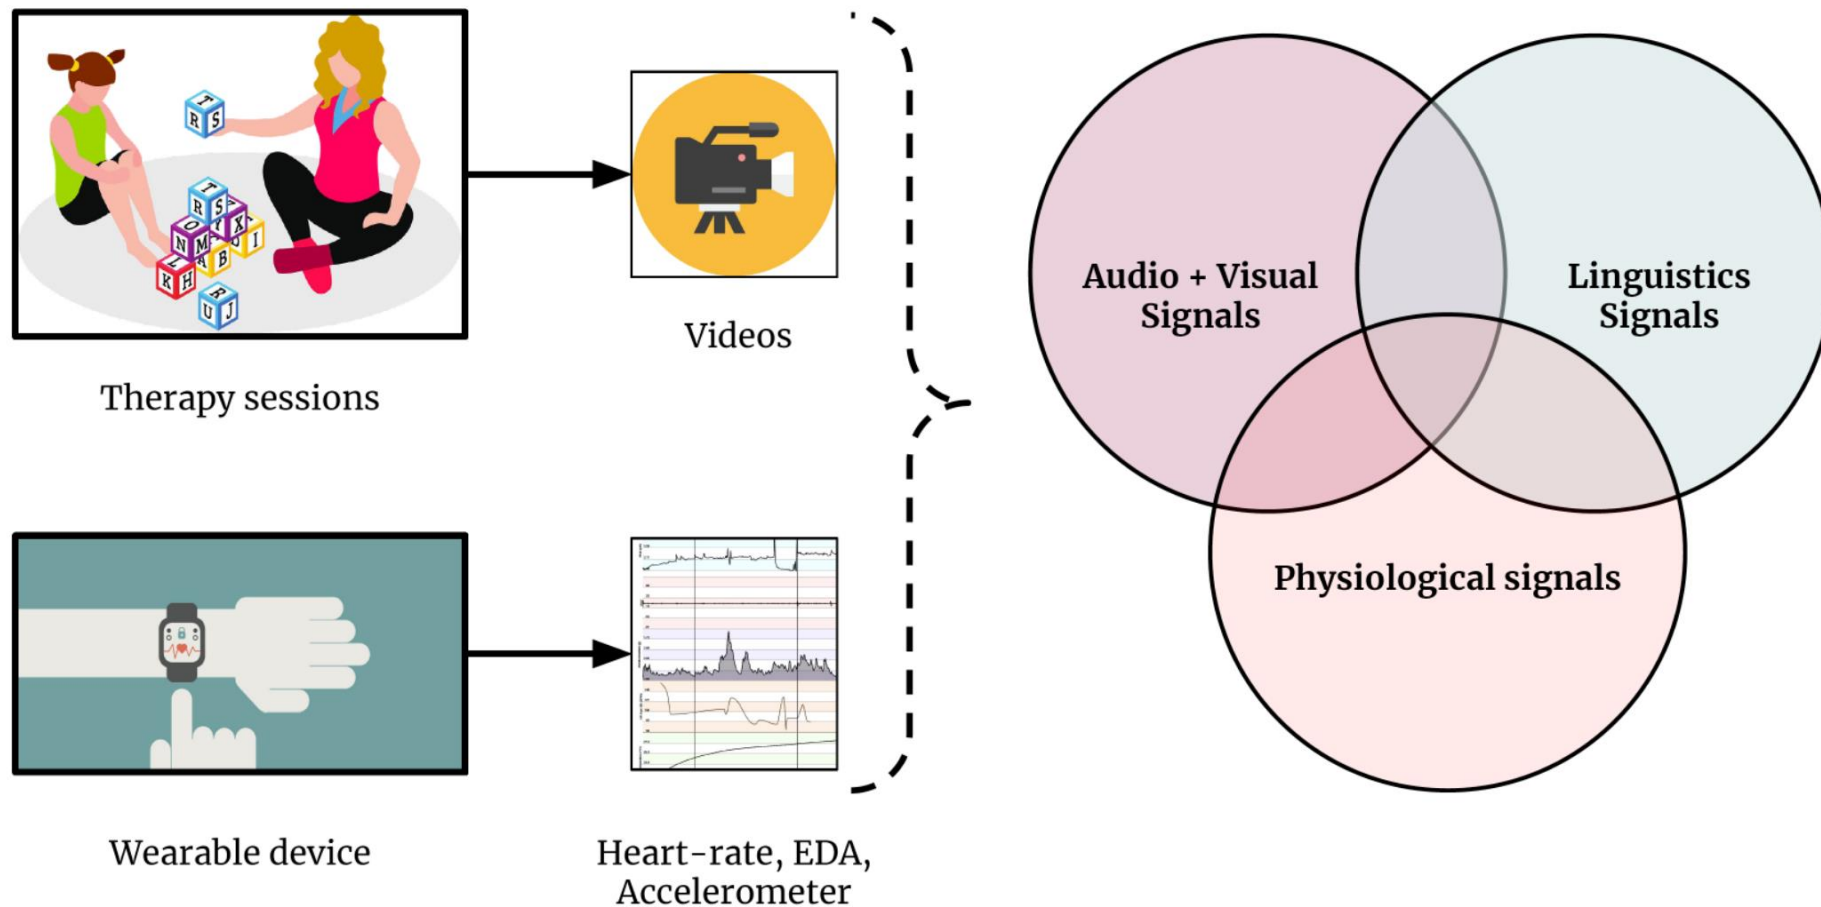 T
R S
T
R S
O
N M
X
I
L
K H
A B
R
U J
Therapy sessions
Videos
Wearable device
Heart-rate, EDA,
Accelerometer
Audio + Visual
Signals
Linguistics
Signals
Physiological signals